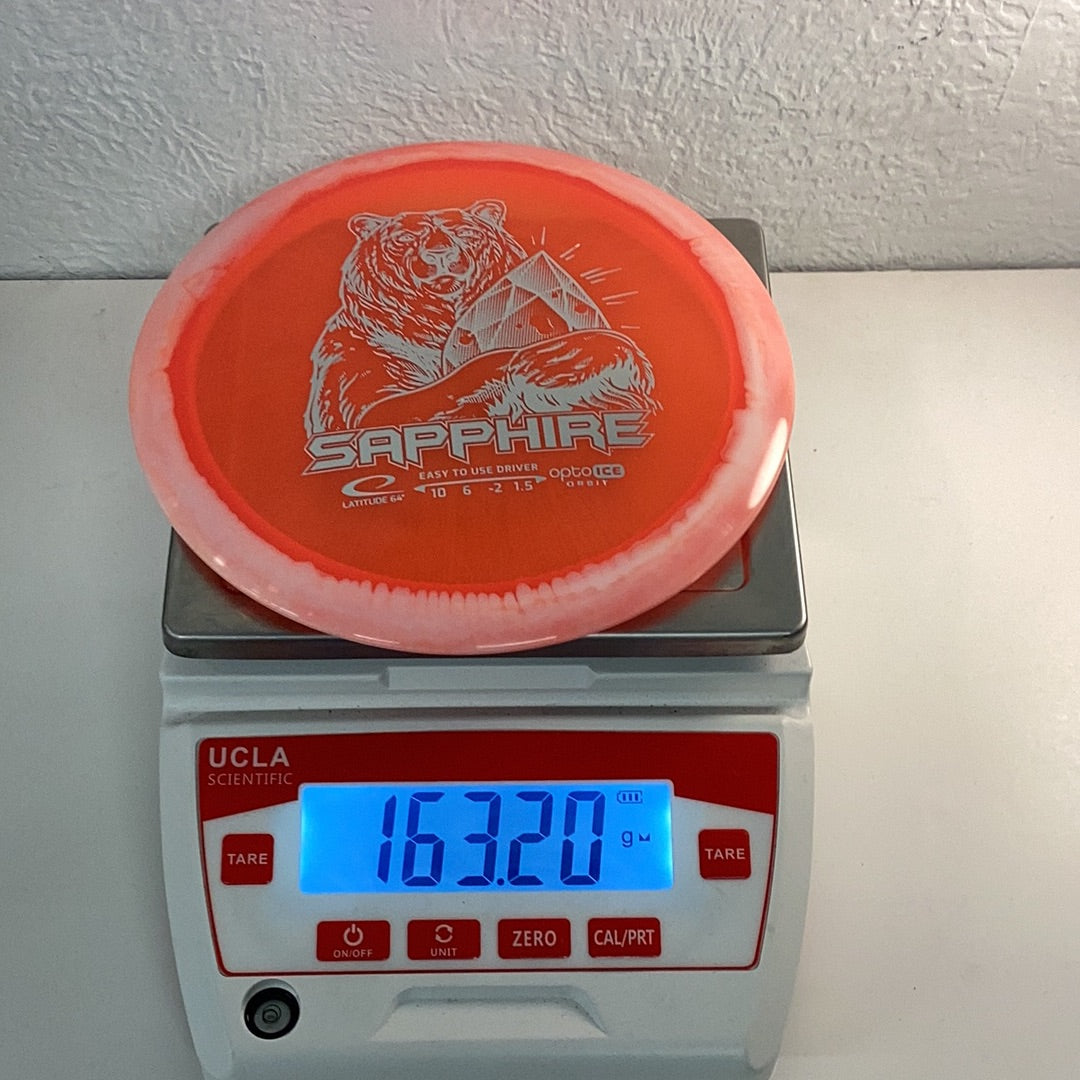 SAPPHIRE
EASY TO USE DRIVER
LATITUDE 64°
10 6 -2 1.5
opto ICE
ORBIT
UCLA
SCIENTIFIC
163.20 g
TARE
TARE
ON/OFF
UNIT
ZERO
CAL/PRT